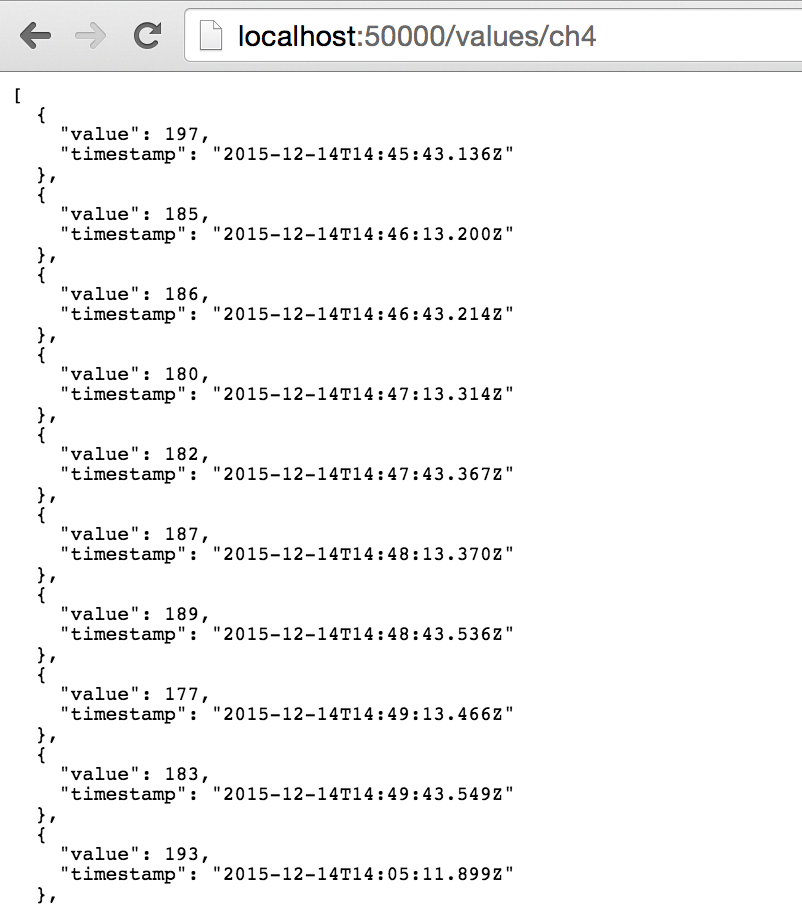 localhost:50000/values/ch4
[
  {
    "value": 197,
    "timestamp": "2015-12-14T14:45:43.136Z"
  },
  {
    "value": 185,
    "timestamp": "2015-12-14T14:46:13.200Z"
  },
  {
    "value": 186,
    "timestamp": "2015-12-14T14:46:43.214Z"
  },
  {
    "value": 180,
    "timestamp": "2015-12-14T14:47:13.314Z"
  },
  {
    "value": 182,
    "timestamp": "2015-12-14T14:47:43.367Z"
  },
  {
    "value": 187,
    "timestamp": "2015-12-14T14:48:13.370Z"
  },
  {
    "value": 189,
    "timestamp": "2015-12-14T14:48:43.536Z"
  },
  {
    "value": 177,
    "timestamp": "2015-12-14T14:49:13.466Z"
  },
  {
    "value": 183,
    "timestamp": "2015-12-14T14:49:43.549Z"
  },
  {
    "value": 193,
    "timestamp": "2015-12-14T14:05:11.899Z"
  },